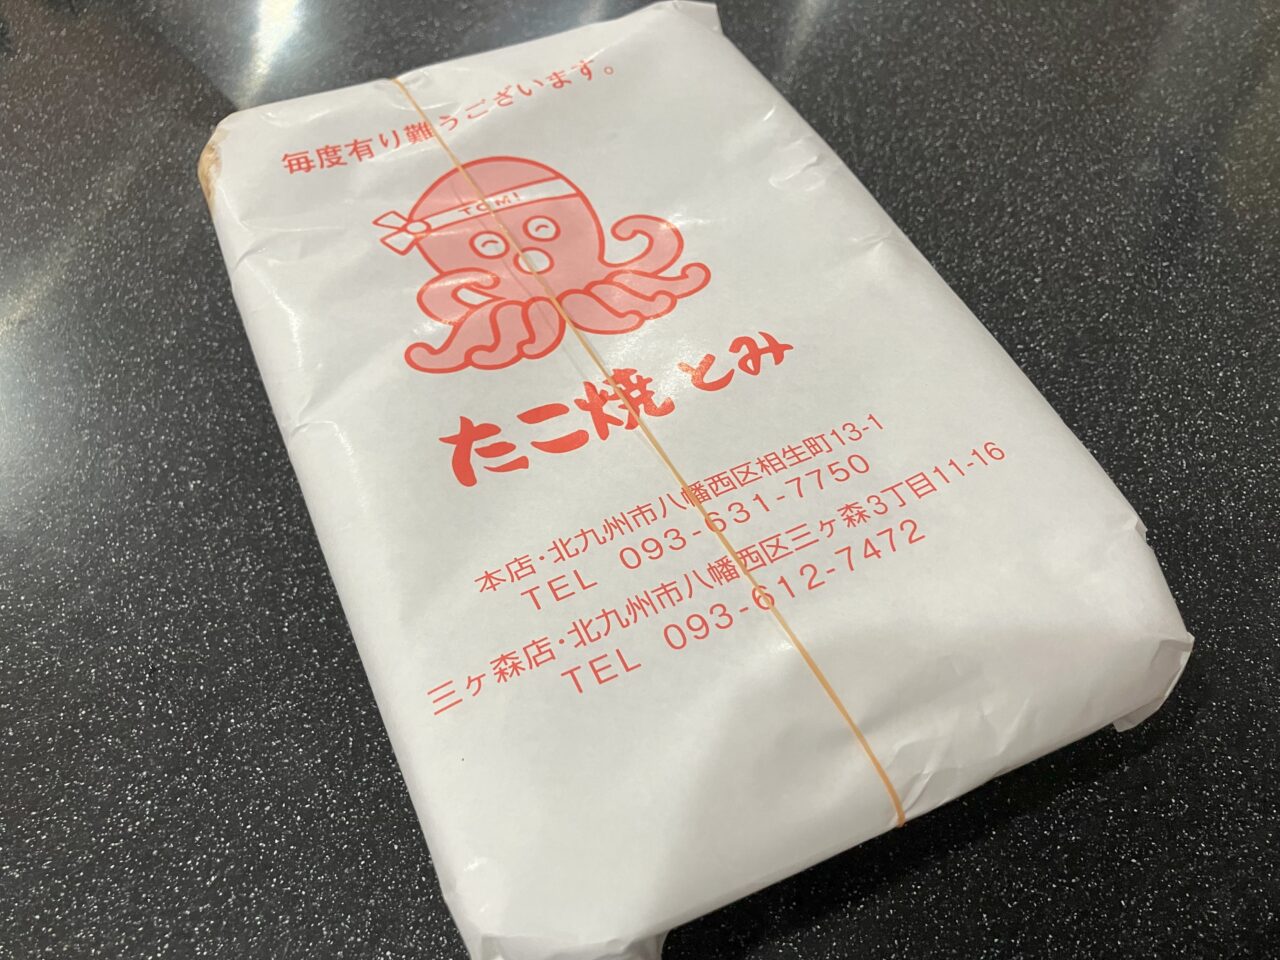 毎度有り難うございます。
TOMI
たこ焼 とみ
本店・北九州市八幡西区相生町13-1
TEL 093-631-7750
三ヶ森店・北九州市八幡西区三ヶ森3丁目11-16
TEL 093-612-7472